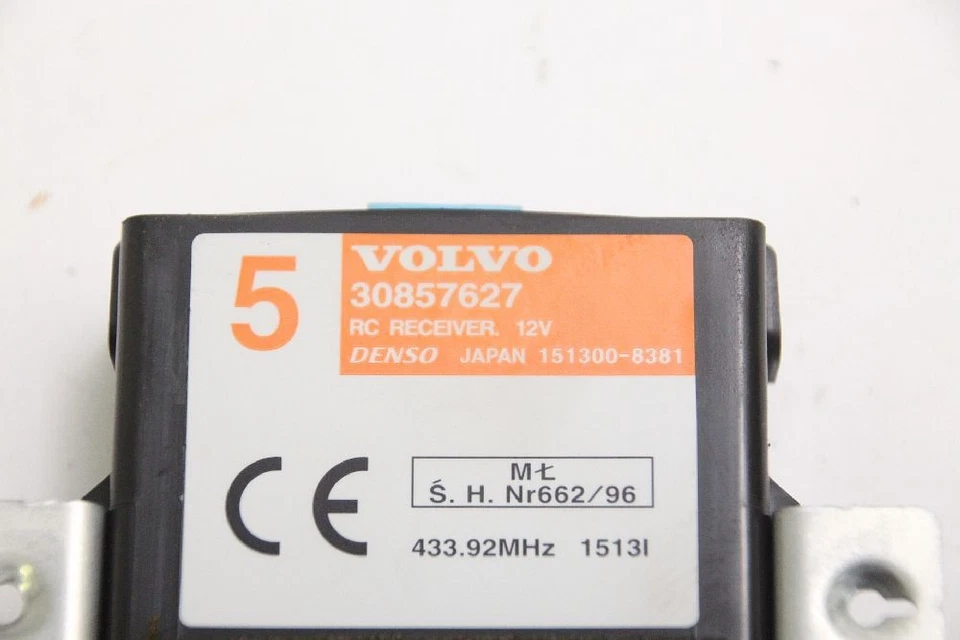 5
VOLVO
30857627
RC RECEIVER. 12V
DENSO JAPAN 151300-8381
CE
MŁ
Ś. H. Nr662/96
433.92MHz 1513I